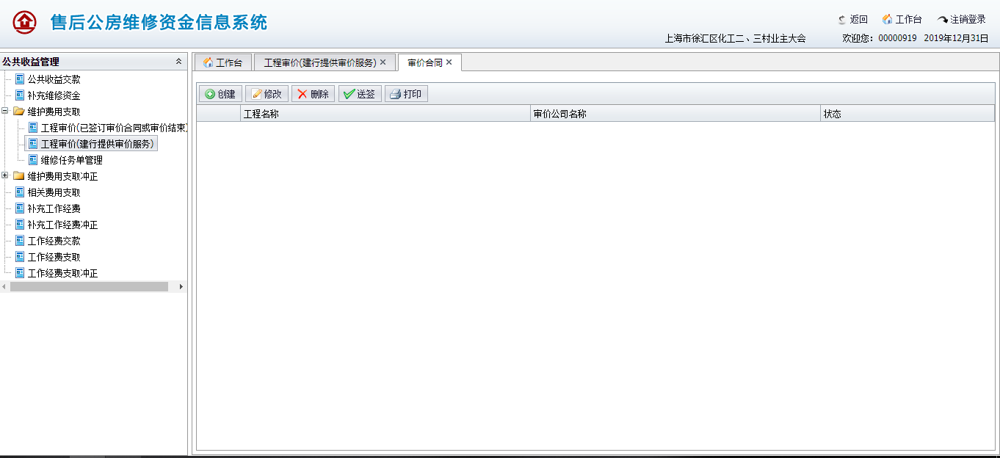 售后公房维修资金信息系统
返回 工作台 注销登录
上海市徐汇区化工二、三村业主大会 欢迎您：00000919 2019年12月31日
公共收益管理
公共收益交款
补充维修资金
维护费用支取
工程审价(已签订审价合同或审价结束)
工程审价(建行提供审价服务)
维修任务单管理
维护费用支取冲正
相关费用支取
补充工作经费
补充工作经费冲正
工作经费交款
工作经费支取
工作经费支取冲正
工作台 工程审价(建行提供审价服务) 审价合同
创建 修改 删除 送签 打印
工程名称 审价公司名称 状态